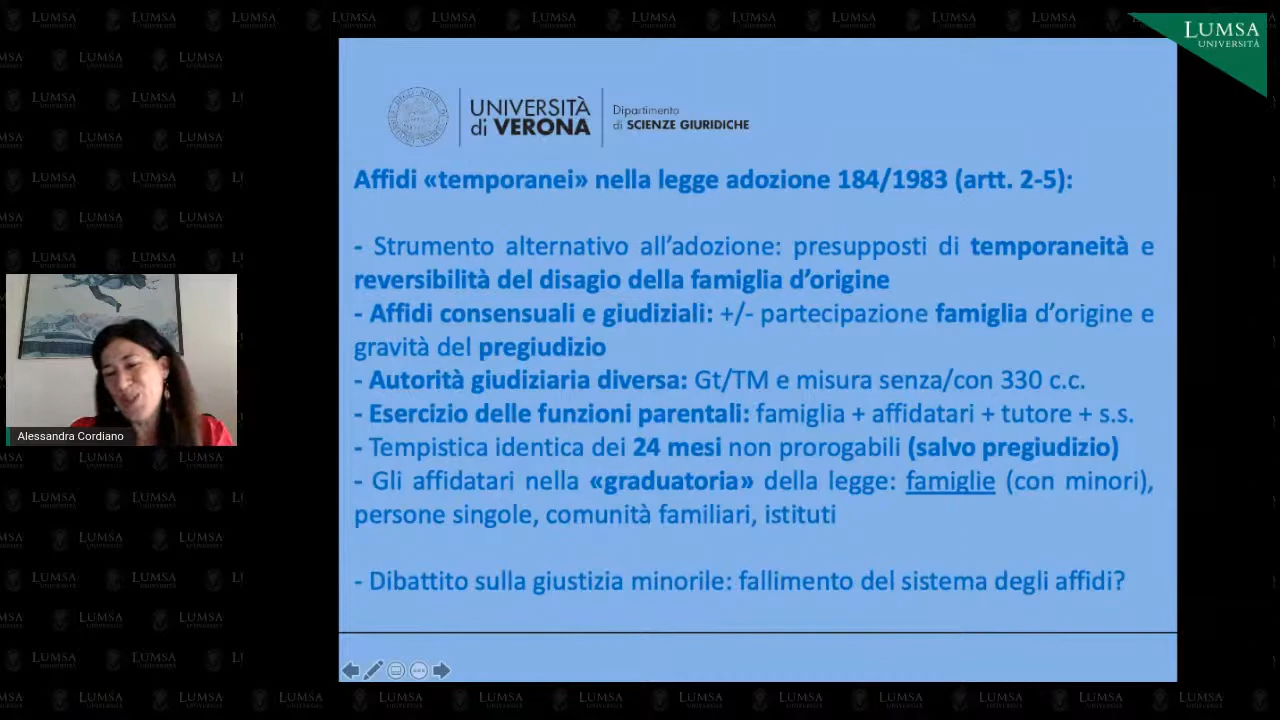 LUMSA
UNIVERSITÀ
UNIVERSITÀ
di VERONA
Dipartimento
di SCIENZE GIURIDICHE
Affidi «temporanei» nella legge adozione 184/1983 (artt. 2-5):
- Strumento alternativo all’adozione: presupposti di temporaneità e
reversibilità del disagio della famiglia d’origine
- Affidi consensuali e giudiziali: +/- partecipazione famiglia d’origine e
gravità del pregiudizio
- Autorità giudiziaria diversa: Gt/TM e misura senza/con 330 c.c.
- Esercizio delle funzioni parentali: famiglia + affidatari + tutore + s.s.
- Tempistica identica dei 24 mesi non prorogabili (salvo pregiudizio)
- Gli affidatari nella «graduatoria» della legge: famiglie (con minori),
persone singole, comunità familiari, istituti
- Dibattito sulla giustizia minorile: fallimento del sistema degli affidi?
Alessandra Cordiano